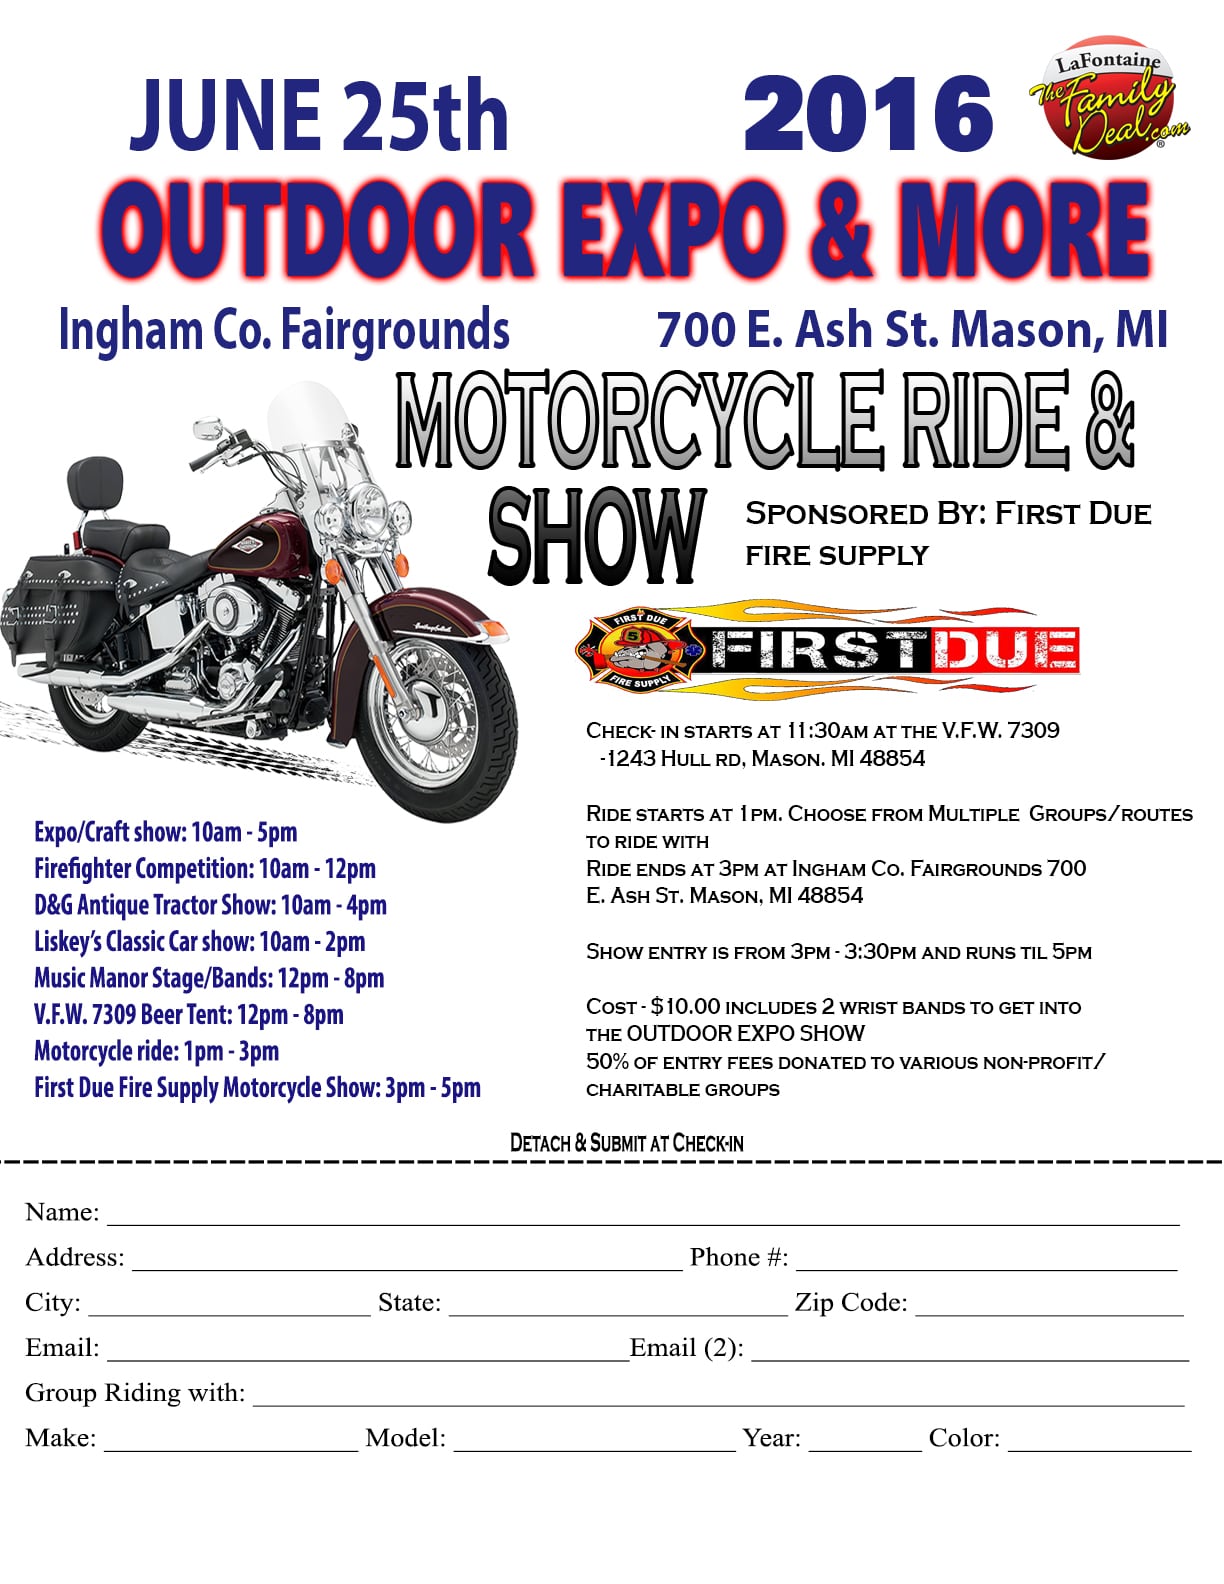 JUNE 25th 2016
LaFontaine
The
Family
Deal.com
®
OUTDOOR EXPO & MORE
Ingham Co. Fairgrounds 700 E. Ash St. Mason, MI
MOTORCYCLE RIDE &
SHOW
SPONSORED BY: FIRST DUE
FIRE SUPPLY
FIRST DUE
5
FIRE SUPPLY
FIRSTDUE
CHECK- IN STARTS AT 11:30AM AT THE V.F.W. 7309
-1243 HULL RD, MASON. MI 48854
RIDE STARTS AT 1PM. CHOOSE FROM MULTIPLE GROUPS/ROUTES
TO RIDE WITH
RIDE ENDS AT 3PM AT INGHAM CO. FAIRGROUNDS 700
E. ASH ST. MASON, MI 48854
SHOW ENTRY IS FROM 3PM - 3:30PM AND RUNS TIL 5PM
COST - $10.00 INCLUDES 2 WRIST BANDS TO GET INTO
THE OUTDOOR EXPO SHOW
50% OF ENTRY FEES DONATED TO VARIOUS NON-PROFIT/
CHARITABLE GROUPS
Expo/Craft show: 10am - 5pm
Firefighter Competition: 10am - 12pm
D&G Antique Tractor Show: 10am - 4pm
Liskey's Classic Car show: 10am - 2pm
Music Manor Stage/Bands: 12pm - 8pm
V.F.W. 7309 Beer Tent: 12pm - 8pm
Motorcycle ride: 1pm - 3pm
First Due Fire Supply Motorcycle Show: 3pm - 5pm
DETACH & SUBMIT AT CHECK-IN
Name:
Address: Phone #:
City: State: Zip Code:
Email: Email (2):
Group Riding with:
Make: Model: Year: Color: